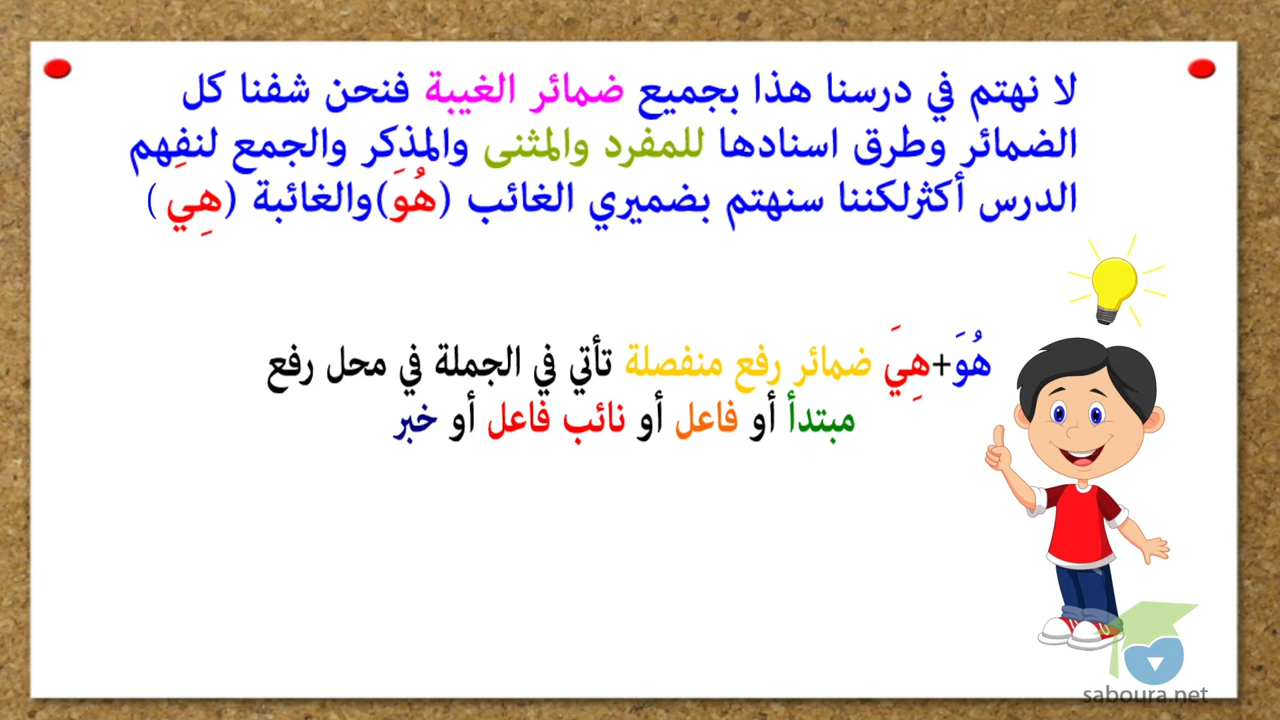 لا نهتم في درسنا هذا بجميع ضمائر الغيبة فنحن شفنا كل
الضمائر وطرق اسنادها للمفرد والمثنى والمذكر والجمع لنفِهم
الدرس أكثرلكننا سنهتم بضميري الغائب (هُوَ)والغائبة (هِي )
هُوَ+هِيَ ضمائر رفع منفصلة تأتي في الجملة في محل رفع
مبتدأ أو فاعل أو نائب فاعل أو خبر
saboura.net